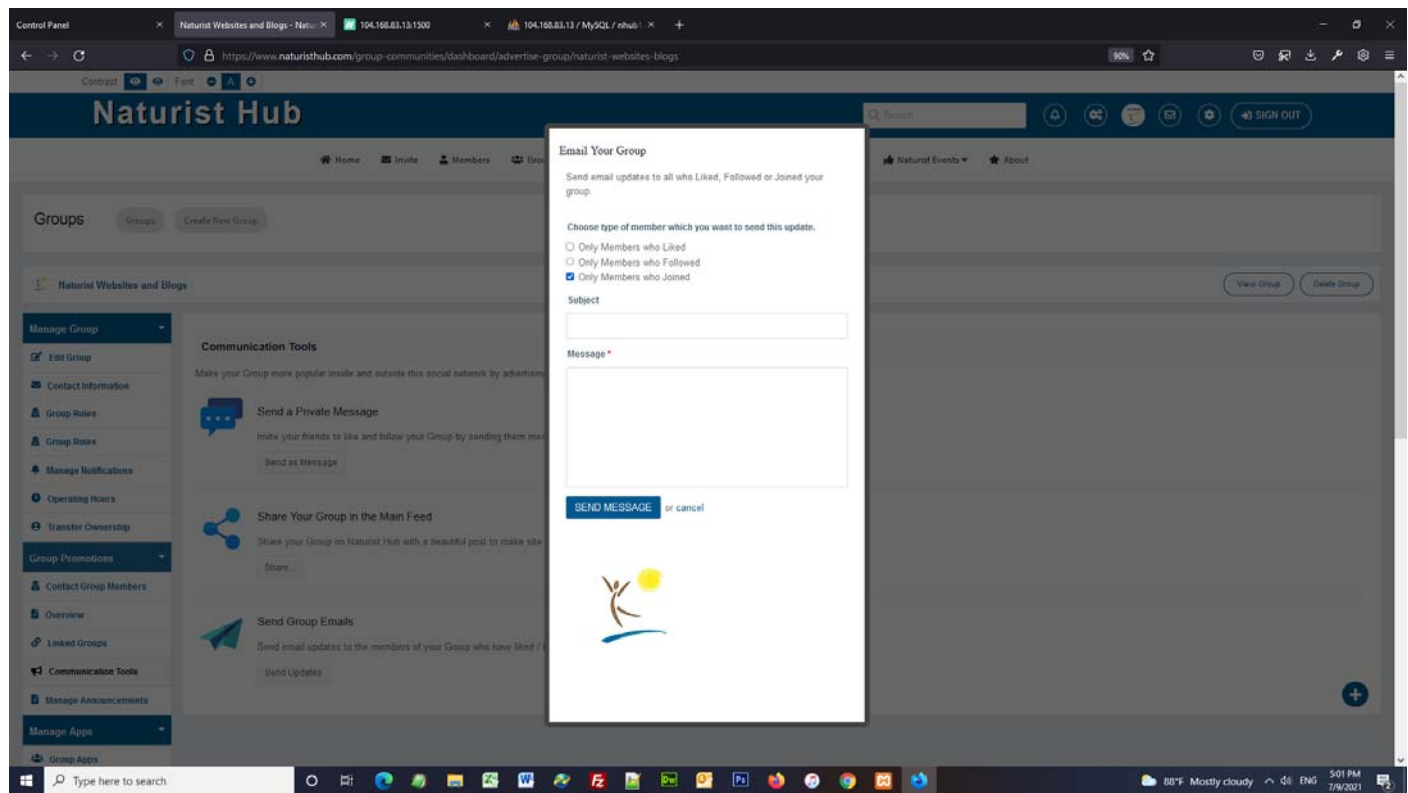 Control Panel
Naturist Websites and Blogs - Natu
104.168.83.13:1500
104.168.83.13 / MySQL / nhub1
https://www.naturisthub.com/group-communities/dashboard/advertise-group/naturist-websites-blogs
90%
Contrast
Font
A
Naturist Hub
Search
SIGN OUT
Home
Invite
Members
Grou
Naturist Events
About
Groups
Groups
Create New Group
Naturist Websites and Blogs
View Group
Delete Group
Manage Group
Edit Group
Contact Information
Group Rules
Group Roles
Manage Notifications
Operating Hours
Transfer Ownership
Group Promotions
Contact Group Members
Overview
Linked Groups
Communication Tools
Manage Announcements
Manage Apps
Group Apps
Communication Tools
Make your Group more popular inside and outside this social network by advertising
Send a Private Message
Invite your friends to like and follow your Group by sending them mes
Send as Message
Share Your Group in the Main Feed
Share your Group on Naturist Hub with a beautiful post to make site
Share...
Send Group Emails
Send email updates to the members of your Group who have liked /
Send Updates
Email Your Group
Send email updates to all who Liked, Followed or Joined your
group.
Choose type of member which you want to send this update.
Only Members who Liked
Only Members who Followed
Only Members who Joined
Subject
Message *
SEND MESSAGE or cancel
Type here to search
88°F Mostly cloudy
ENG
5:01 PM
7/9/2021